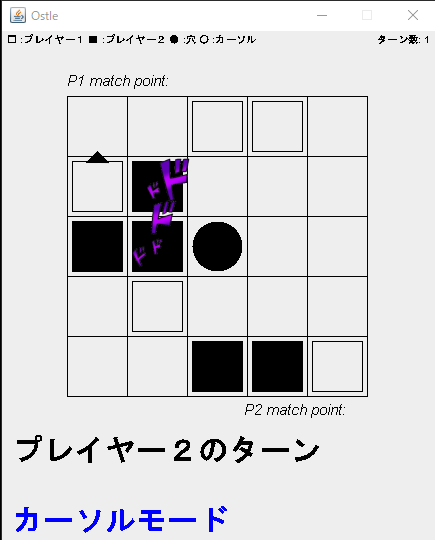 Ostle
□ :プレイヤー１ ■ :プレイヤー２ ● :穴 〇 :カーソル ターン数: 1
P1 match point:
ド
ド
ド
ド
ド
P2 match point:
プレイヤー２のターン
カーソルモード